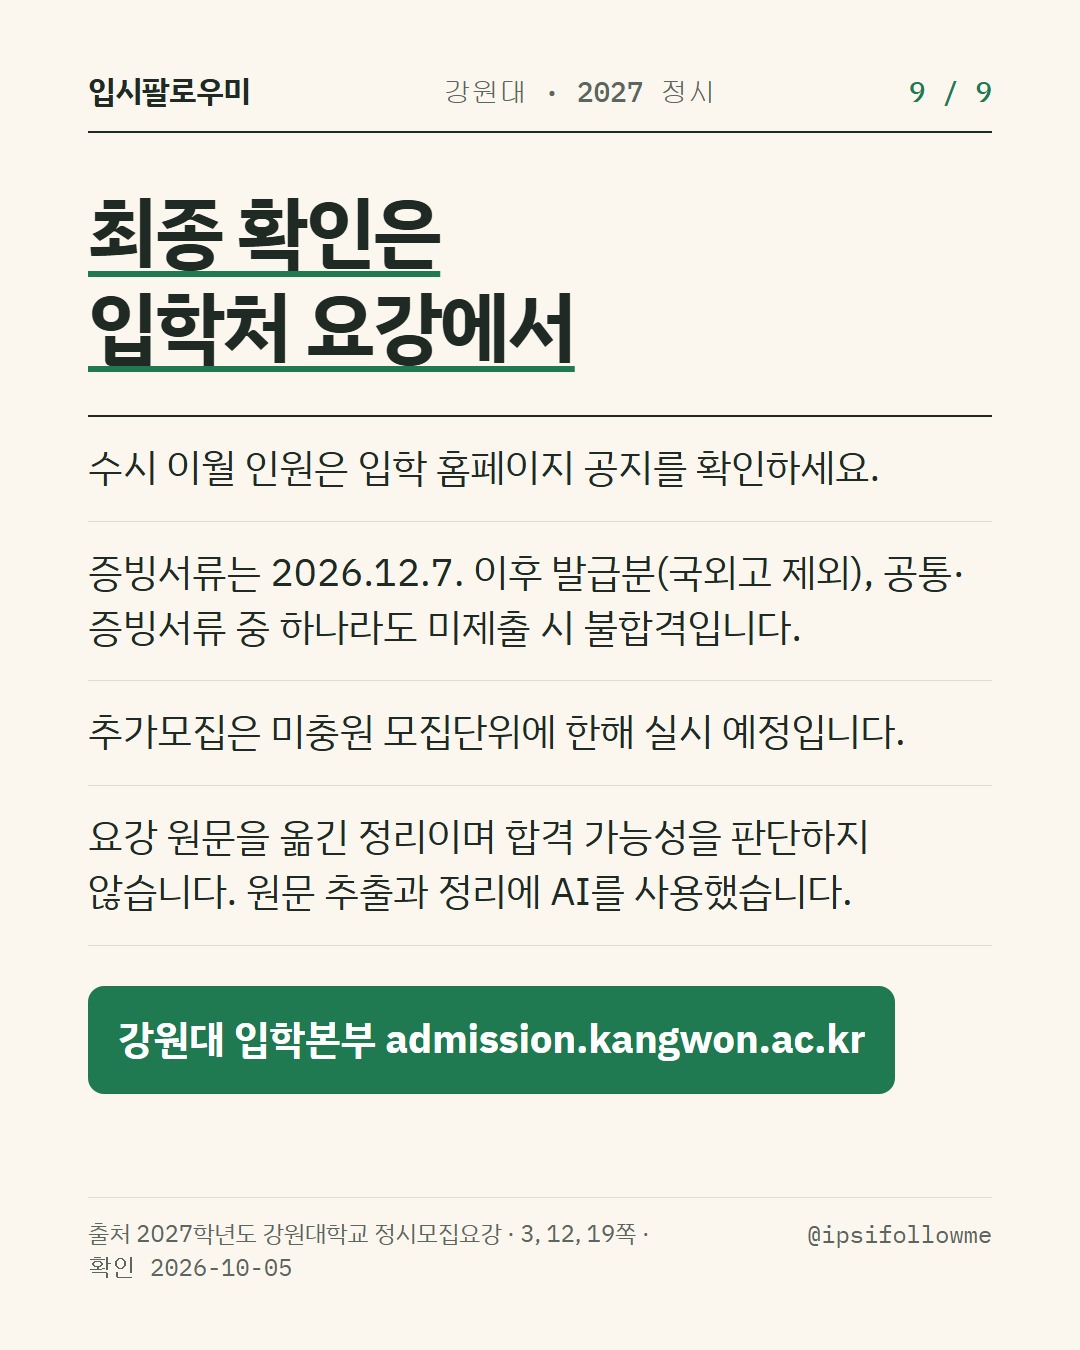 입시팔로우미
강원대 · 2027 정시
9 / 9
최종 확인은
입학처 요강에서
수시 이월 인원은 입학 홈페이지 공지를 확인하세요.
증빙서류는 2026.12.7. 이후 발급분(국외고 제외), 공통·
증빙서류 중 하나라도 미제출 시 불합격입니다.
추가모집은 미충원 모집단위에 한해 실시 예정입니다.
요강 원문을 옮긴 정리이며 합격 가능성을 판단하지
않습니다. 원문 추출과 정리에 AI를 사용했습니다.
강원대 입학본부 admission.kangwon.ac.kr
출처 2027학년도 강원대학교 정시모집요강 · 3, 12, 19쪽 ·
확인 2026-10-05
@ipsifollowme